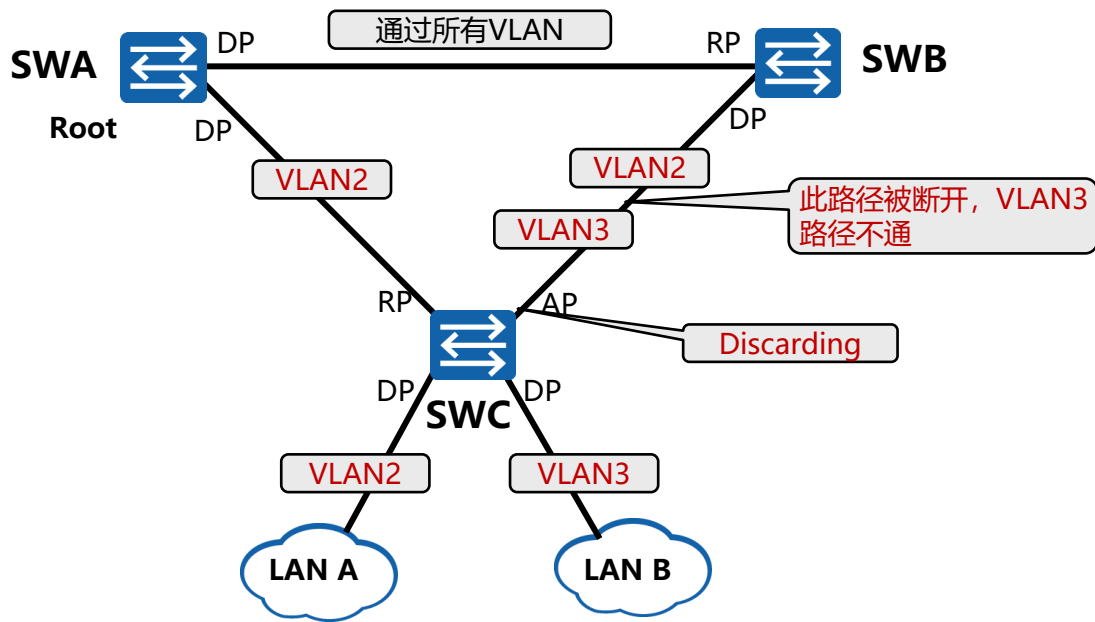 通过所有VLAN
DP
RP
SWA
SWB
Root
DP
DP
VLAN2
VLAN2
此路径被断开，VLAN3
路径不通
VLAN3
RP
AP
Discarding
DP
DP
SWC
VLAN2
VLAN3
LAN A
LAN B